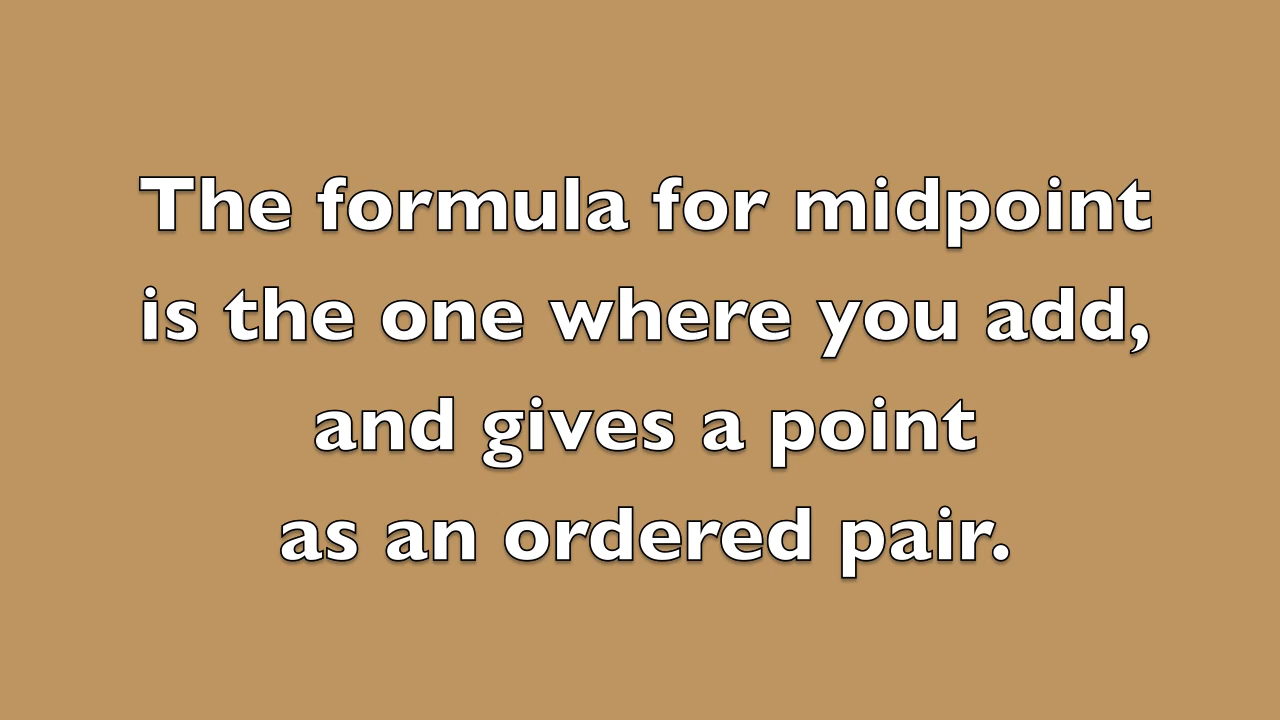 The formula for midpoint
is the one where you add,
and gives a point
as an ordered pair.